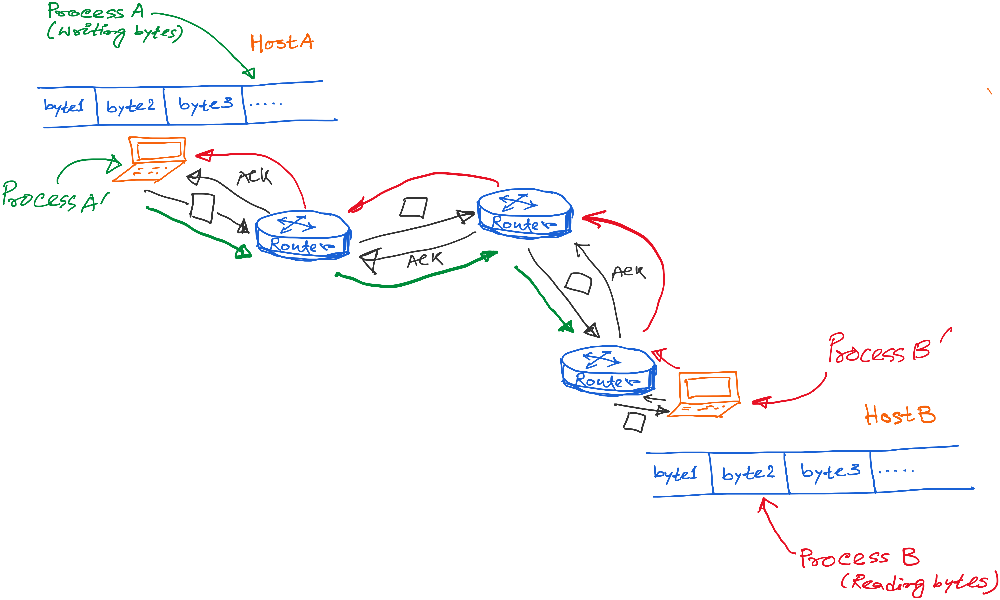 Process A
(Writing bytes)
Host A
byte1 byte2 byte3 .....
Process A'
ACK
Router
Router
ACK
ACK
Router
Process B'
Host B
byte1 byte2 byte3 .....
Process B
(Reading bytes)